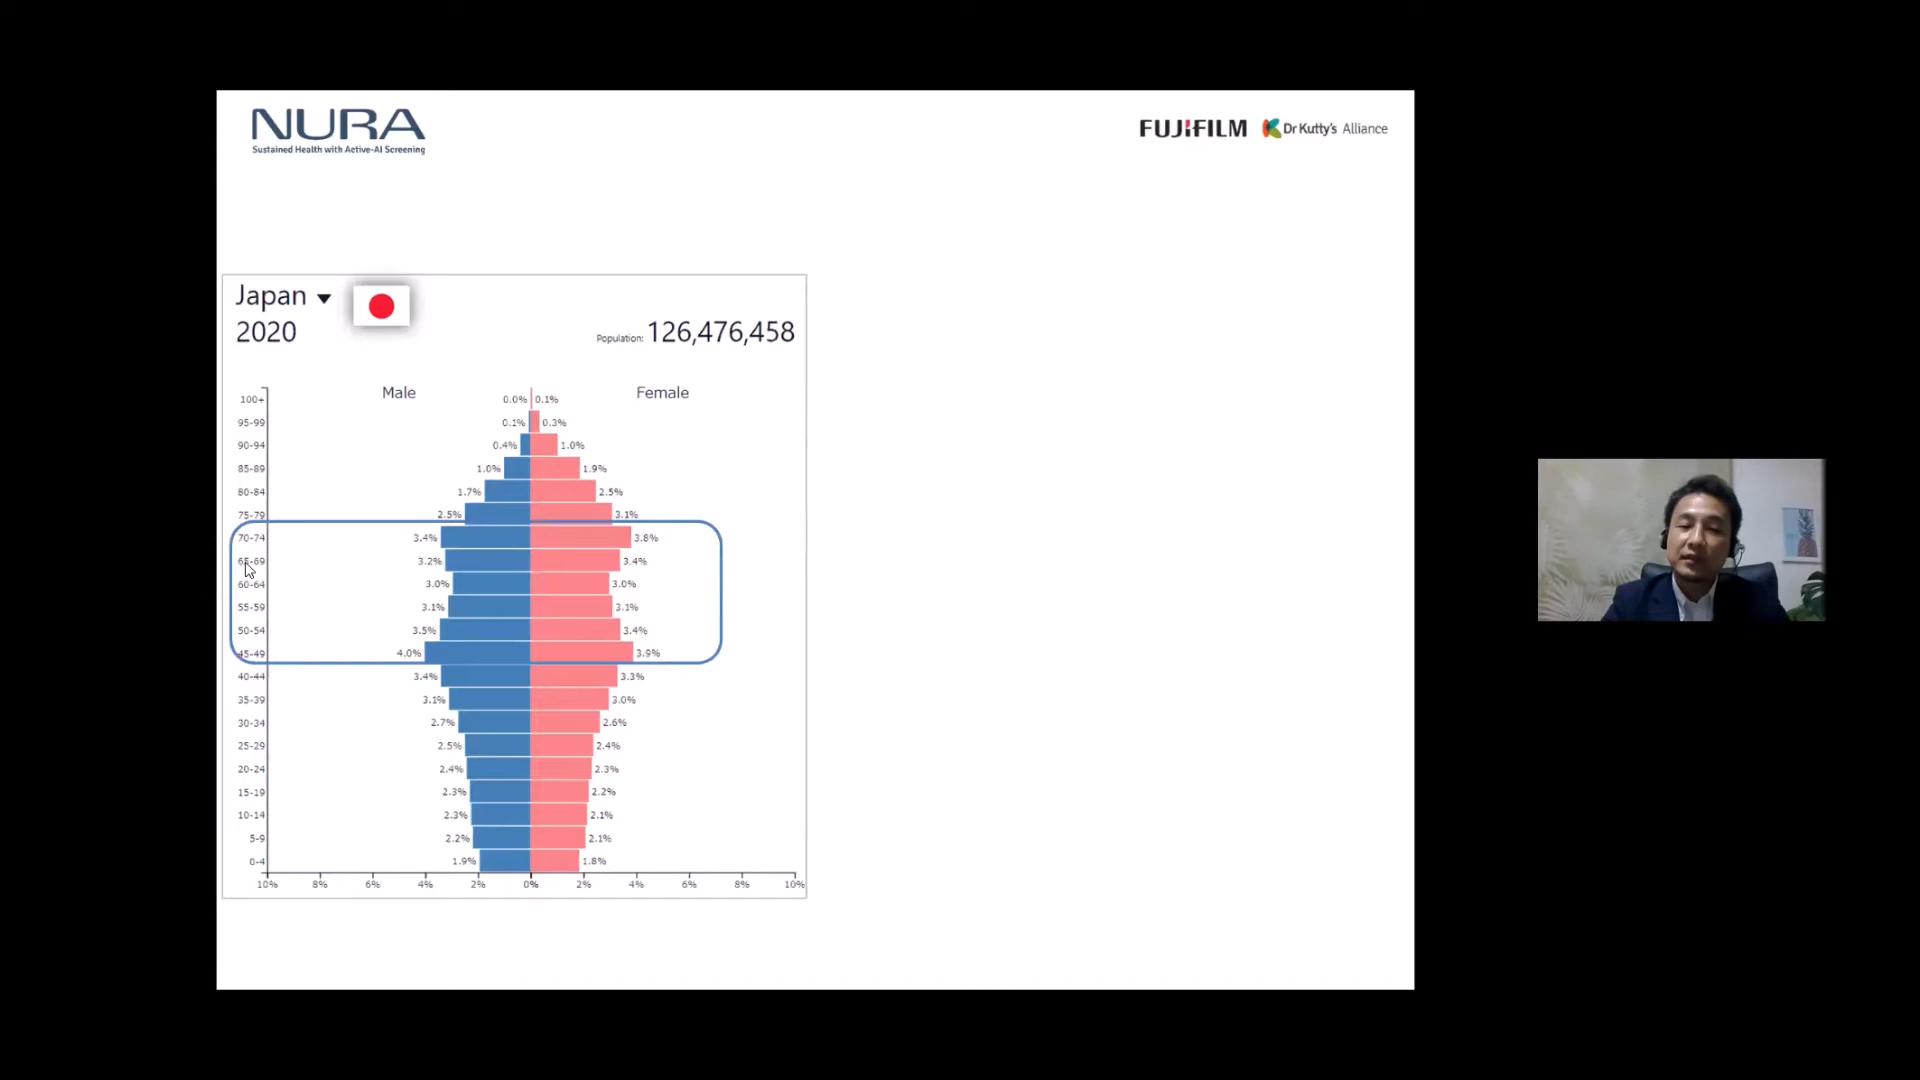 NURA
Sustained Health with Active-AI Screening
FUJIFILM Dr Kutty's Alliance
Japan
2020
Population: 126,476,458
Male Female
100+ 0.0% 0.1%
95-99 0.1% 0.3%
90-94 0.4% 1.0%
85-89 1.0% 1.9%
80-84 1.7% 2.5%
75-79 2.5% 3.1%
70-74 3.4% 3.8%
65-69 3.2% 3.4%
60-64 3.0% 3.0%
55-59 3.1% 3.1%
50-54 3.5% 3.4%
45-49 4.0% 3.9%
40-44 3.4% 3.3%
35-39 3.1% 3.0%
30-34 2.7% 2.6%
25-29 2.5% 2.4%
20-24 2.4% 2.3%
15-19 2.3% 2.2%
10-14 2.3% 2.1%
5-9 2.2% 2.1%
0-4 1.9% 1.8%
10% 8% 6% 4% 2% 0% 2% 4% 6% 8% 10%